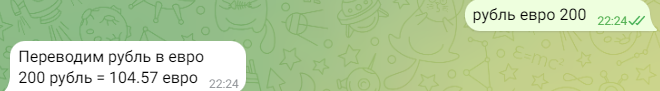 рубль евро 200
22:24
Переводим рубль в евро
200 рубль = 104.57 евро
22:24